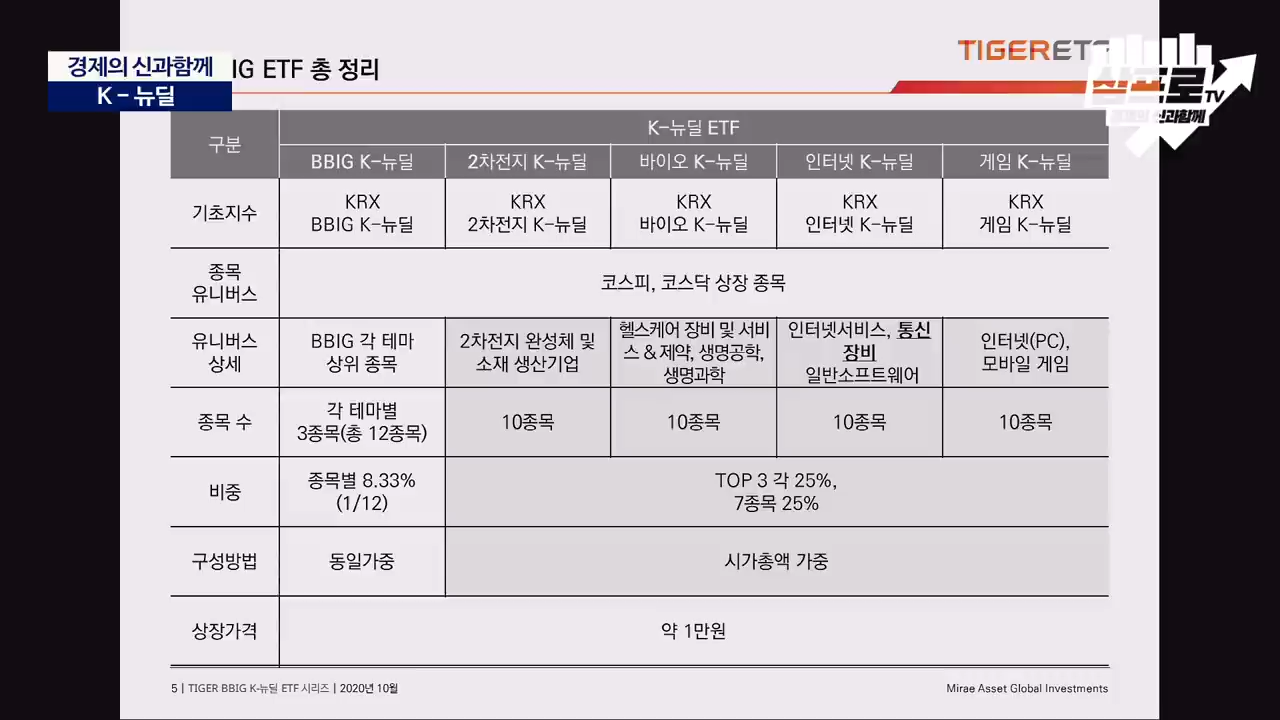 경제의 신과함께
K-뉴딜
IG ETF 총 정리
TIGERET
삼프로TV
경제의 신과함께
구분
K-뉴딜 ETF
BBIG K-뉴딜
2차전지 K-뉴딜
바이오 K-뉴딜
인터넷 K-뉴딜
게임 K-뉴딜
기초지수
KRX
BBIG K-뉴딜
KRX
2차전지 K-뉴딜
KRX
바이오 K-뉴딜
KRX
인터넷 K-뉴딜
KRX
게임 K-뉴딜
종목
유니버스
코스피, 코스닥 상장 종목
유니버스
상세
BBIG 각 테마
상위 종목
2차전지 완성체 및
소재 생산기업
헬스케어 장비 및 서비
스 & 제약, 생명공학,
생명과학
인터넷서비스, 통신
장비
일반소프트웨어
인터넷(PC),
모바일 게임
종목 수
각 테마별
3종목(총 12종목)
10종목
10종목
10종목
10종목
비중
종목별 8.33%
(1/12)
TOP 3 각 25%,
7종목 25%
구성방법
동일가중
시가총액 가중
상장가격
약 1만원
5 | TIGER BBIG K-뉴딜 ETF 시리즈 | 2020년 10월
Mirae Asset Global Investments